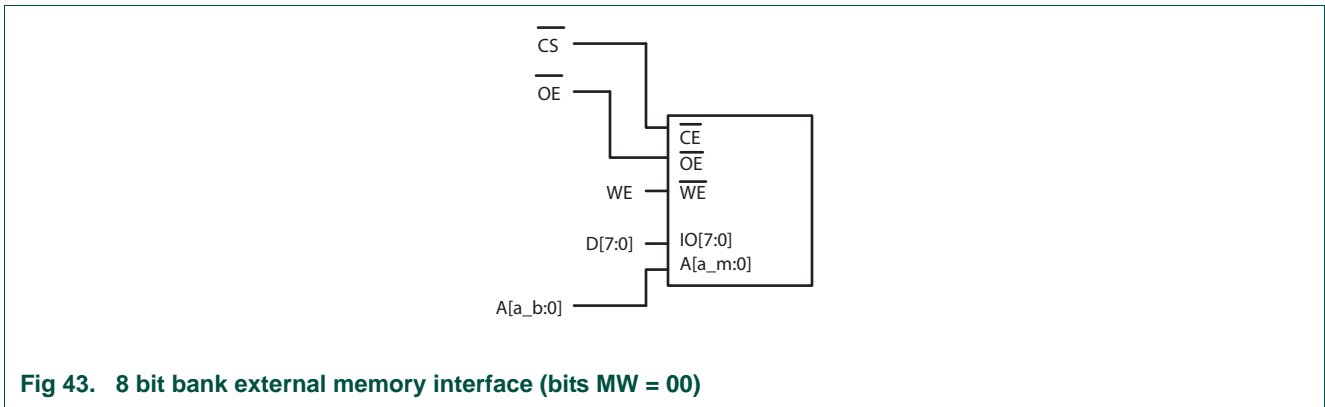 CS
OE
CE
OE
WE WE
D[7:0] IO[7:0]
A[a_m:0]
A[a_b:0]
Fig 43. 8 bit bank external memory interface (bits MW = 00)